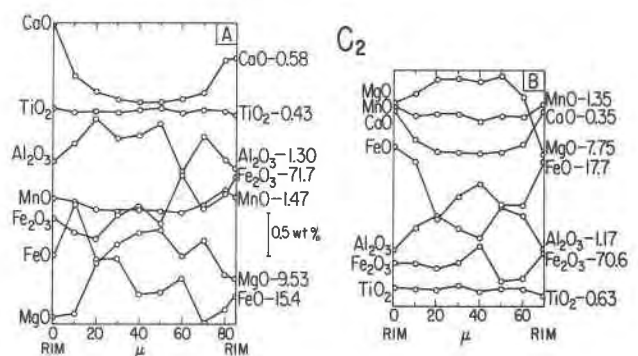 A
CaO
TiO₂
Al₂O₃
MnO
Fe₂O₃
FeO
MgO
CaO-0.58
TiO₂-0.43
Al₂O₃-1.30
Fe₂O₃-71.7
MnO-1.47
0.5 wt %
MgO-9.53
FeO-15.4
0 20 40 60 80
RIM μ RIM
C₂
B
MgO
MnO
CaO
FeO
Al₂O₃
Fe₂O₃
TiO₂
MnO-1.35
CaO-0.35
MgO-7.75
FeO-17.7
Al₂O₃-1.17
Fe₂O₃-70.6
TiO₂-0.63
0 20 40 60
RIM μ RIM